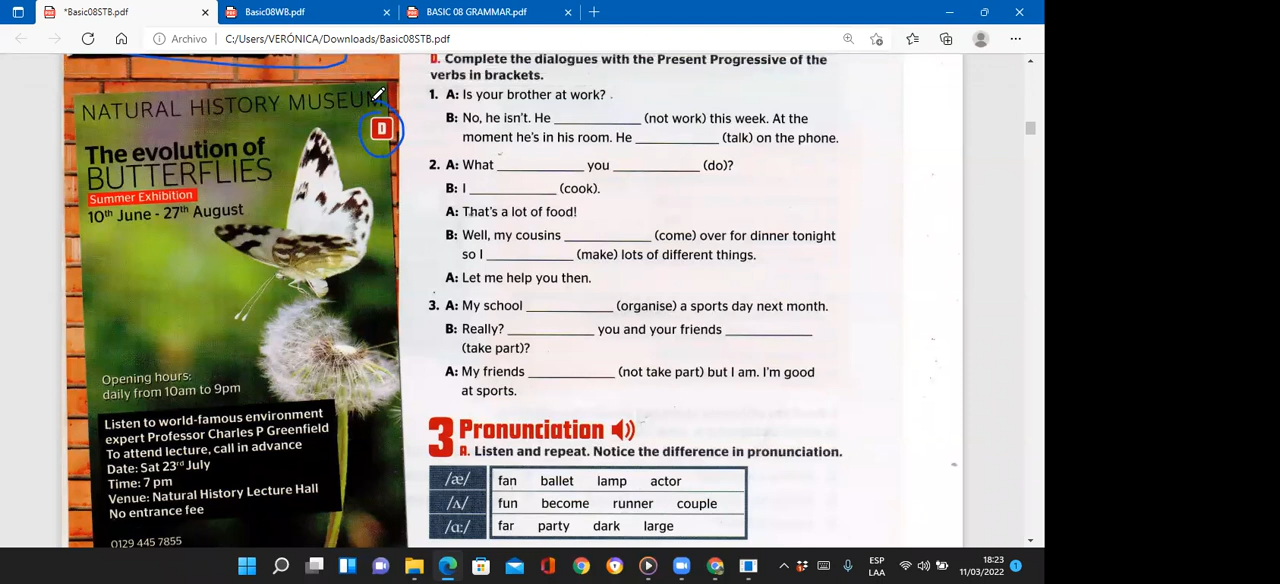 *Basic08STB.pdf
Basic08WB.pdf
BASIC 08 GRAMMAR.pdf
Archivo
C:/Users/VERÓNICA/Downloads/Basic08STB.pdf
NATURAL HISTORY MUSEUM
D
The evolution of
BUTTERFLIES
Summer Exhibition
10th June - 27th August
Opening hours:
daily from 10am to 9pm
Listen to world-famous environment
expert Professor Charles P Greenfield
To attend lecture, call in advance
Date: Sat 23rd July
Time: 7 pm
Venue: Natural History Lecture Hall
No entrance fee
0129 445 7855
D. Complete the dialogues with the Present Progressive of the
verbs in brackets.
1. A: Is your brother at work?
B: No, he isn't. He ____________ (not work) this week. At the
moment he's in his room. He ____________ (talk) on the phone.
2. A: What ____________ you ____________ (do)?
B: I ____________ (cook).
A: That's a lot of food!
B: Well, my cousins ____________ (come) over for dinner tonight
so I ____________ (make) lots of different things.
A: Let me help you then.
3. A: My school ____________ (organise) a sports day next month.
B: Really? ____________ you and your friends ____________
(take part)?
A: My friends ____________ (not take part) but I am. I'm good
at sports.
3 Pronunciation
A. Listen and repeat. Notice the difference in pronunciation.
/æ/ fan ballet lamp actor
/ʌ/ fun become runner couple
/ɑː/ far party dark large
ESP
LAA
18:23
11/03/2022
1